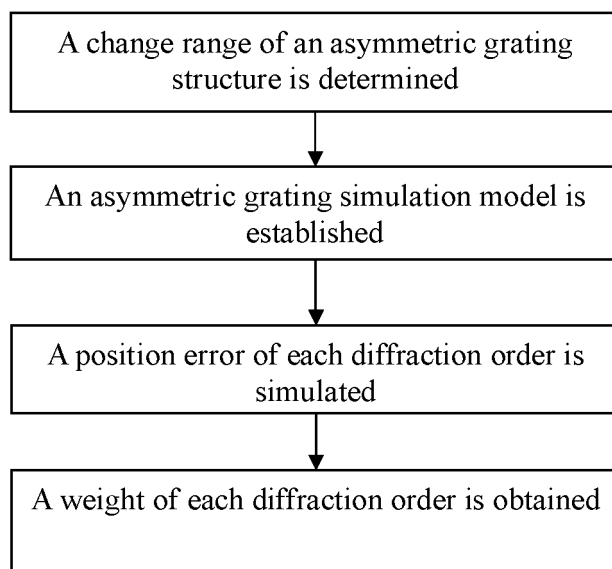 A change range of an asymmetric grating
structure is determined
An asymmetric grating simulation model is
established
A position error of each diffraction order is
simulated
A weight of each diffraction order is obtained